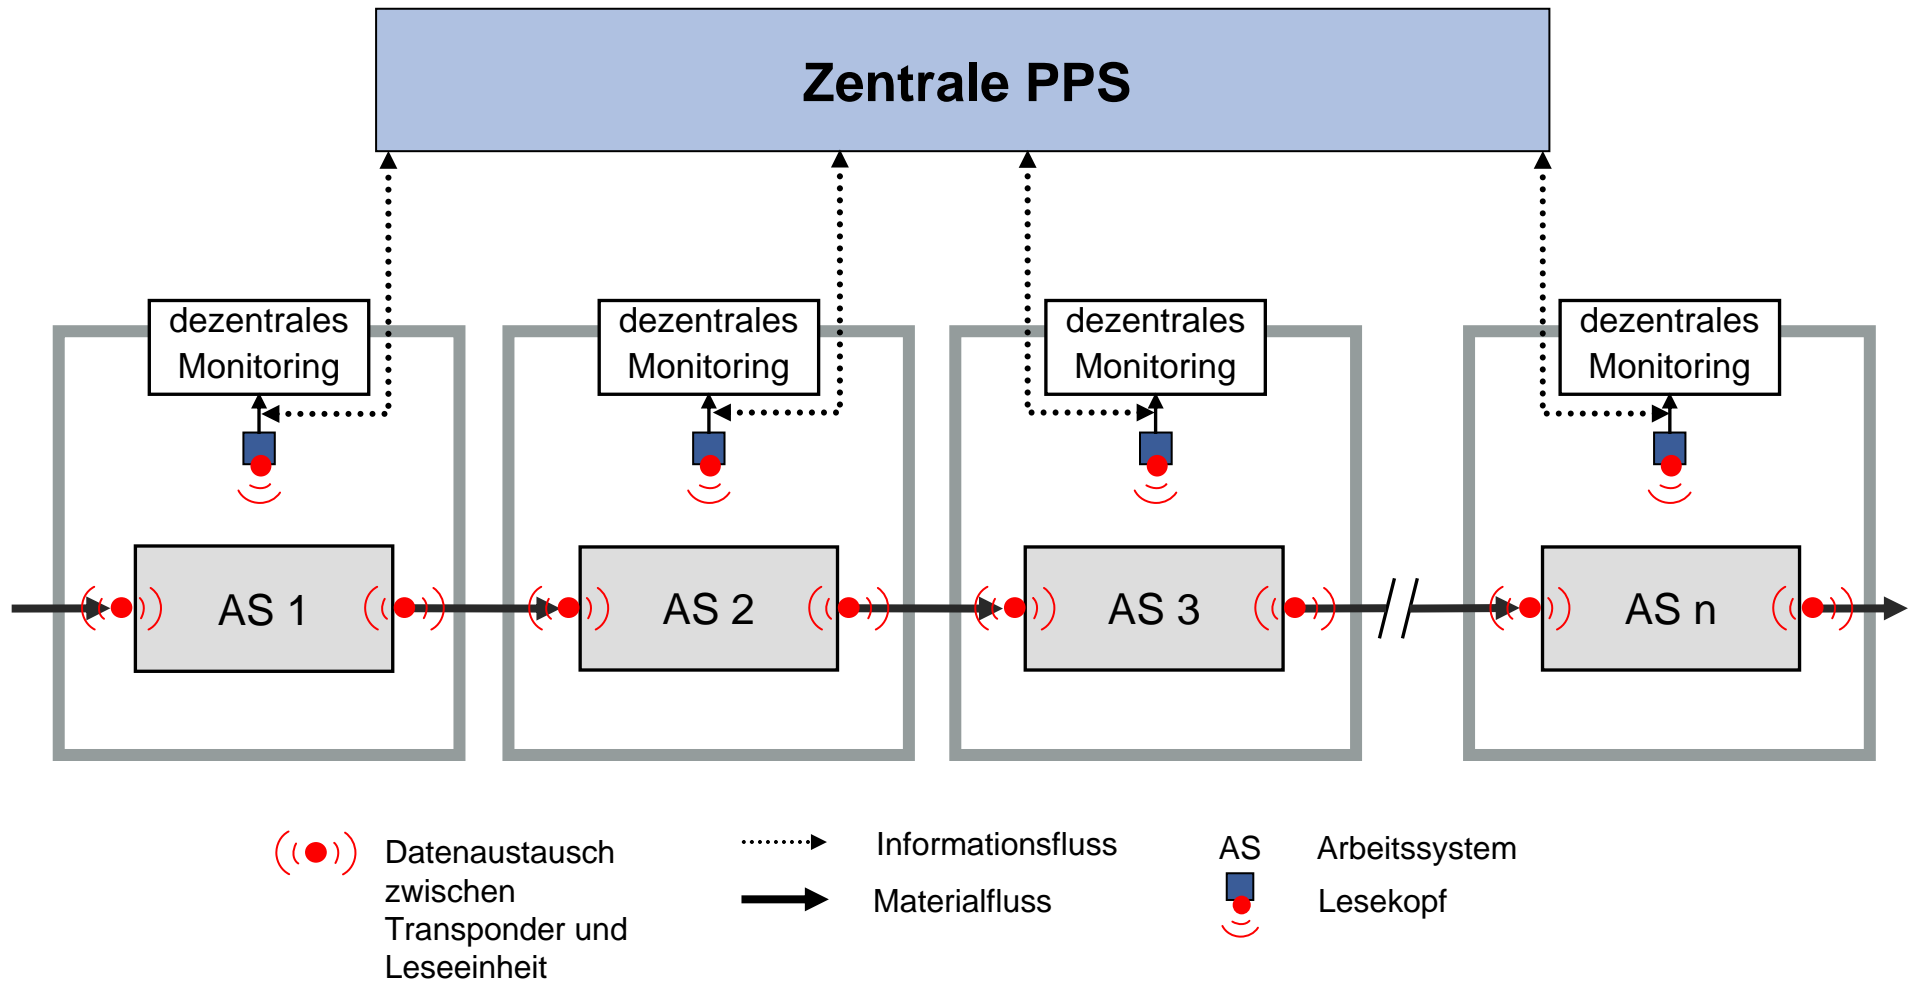 Zentrale PPS
dezentrales
Monitoring
dezentrales
Monitoring
dezentrales
Monitoring
dezentrales
Monitoring
AS 1
AS 2
AS 3
AS n
Datenaustausch
zwischen
Transponder und
Leseeinheit
Informationsfluss
Materialfluss
AS Arbeitssystem
Lesekopf